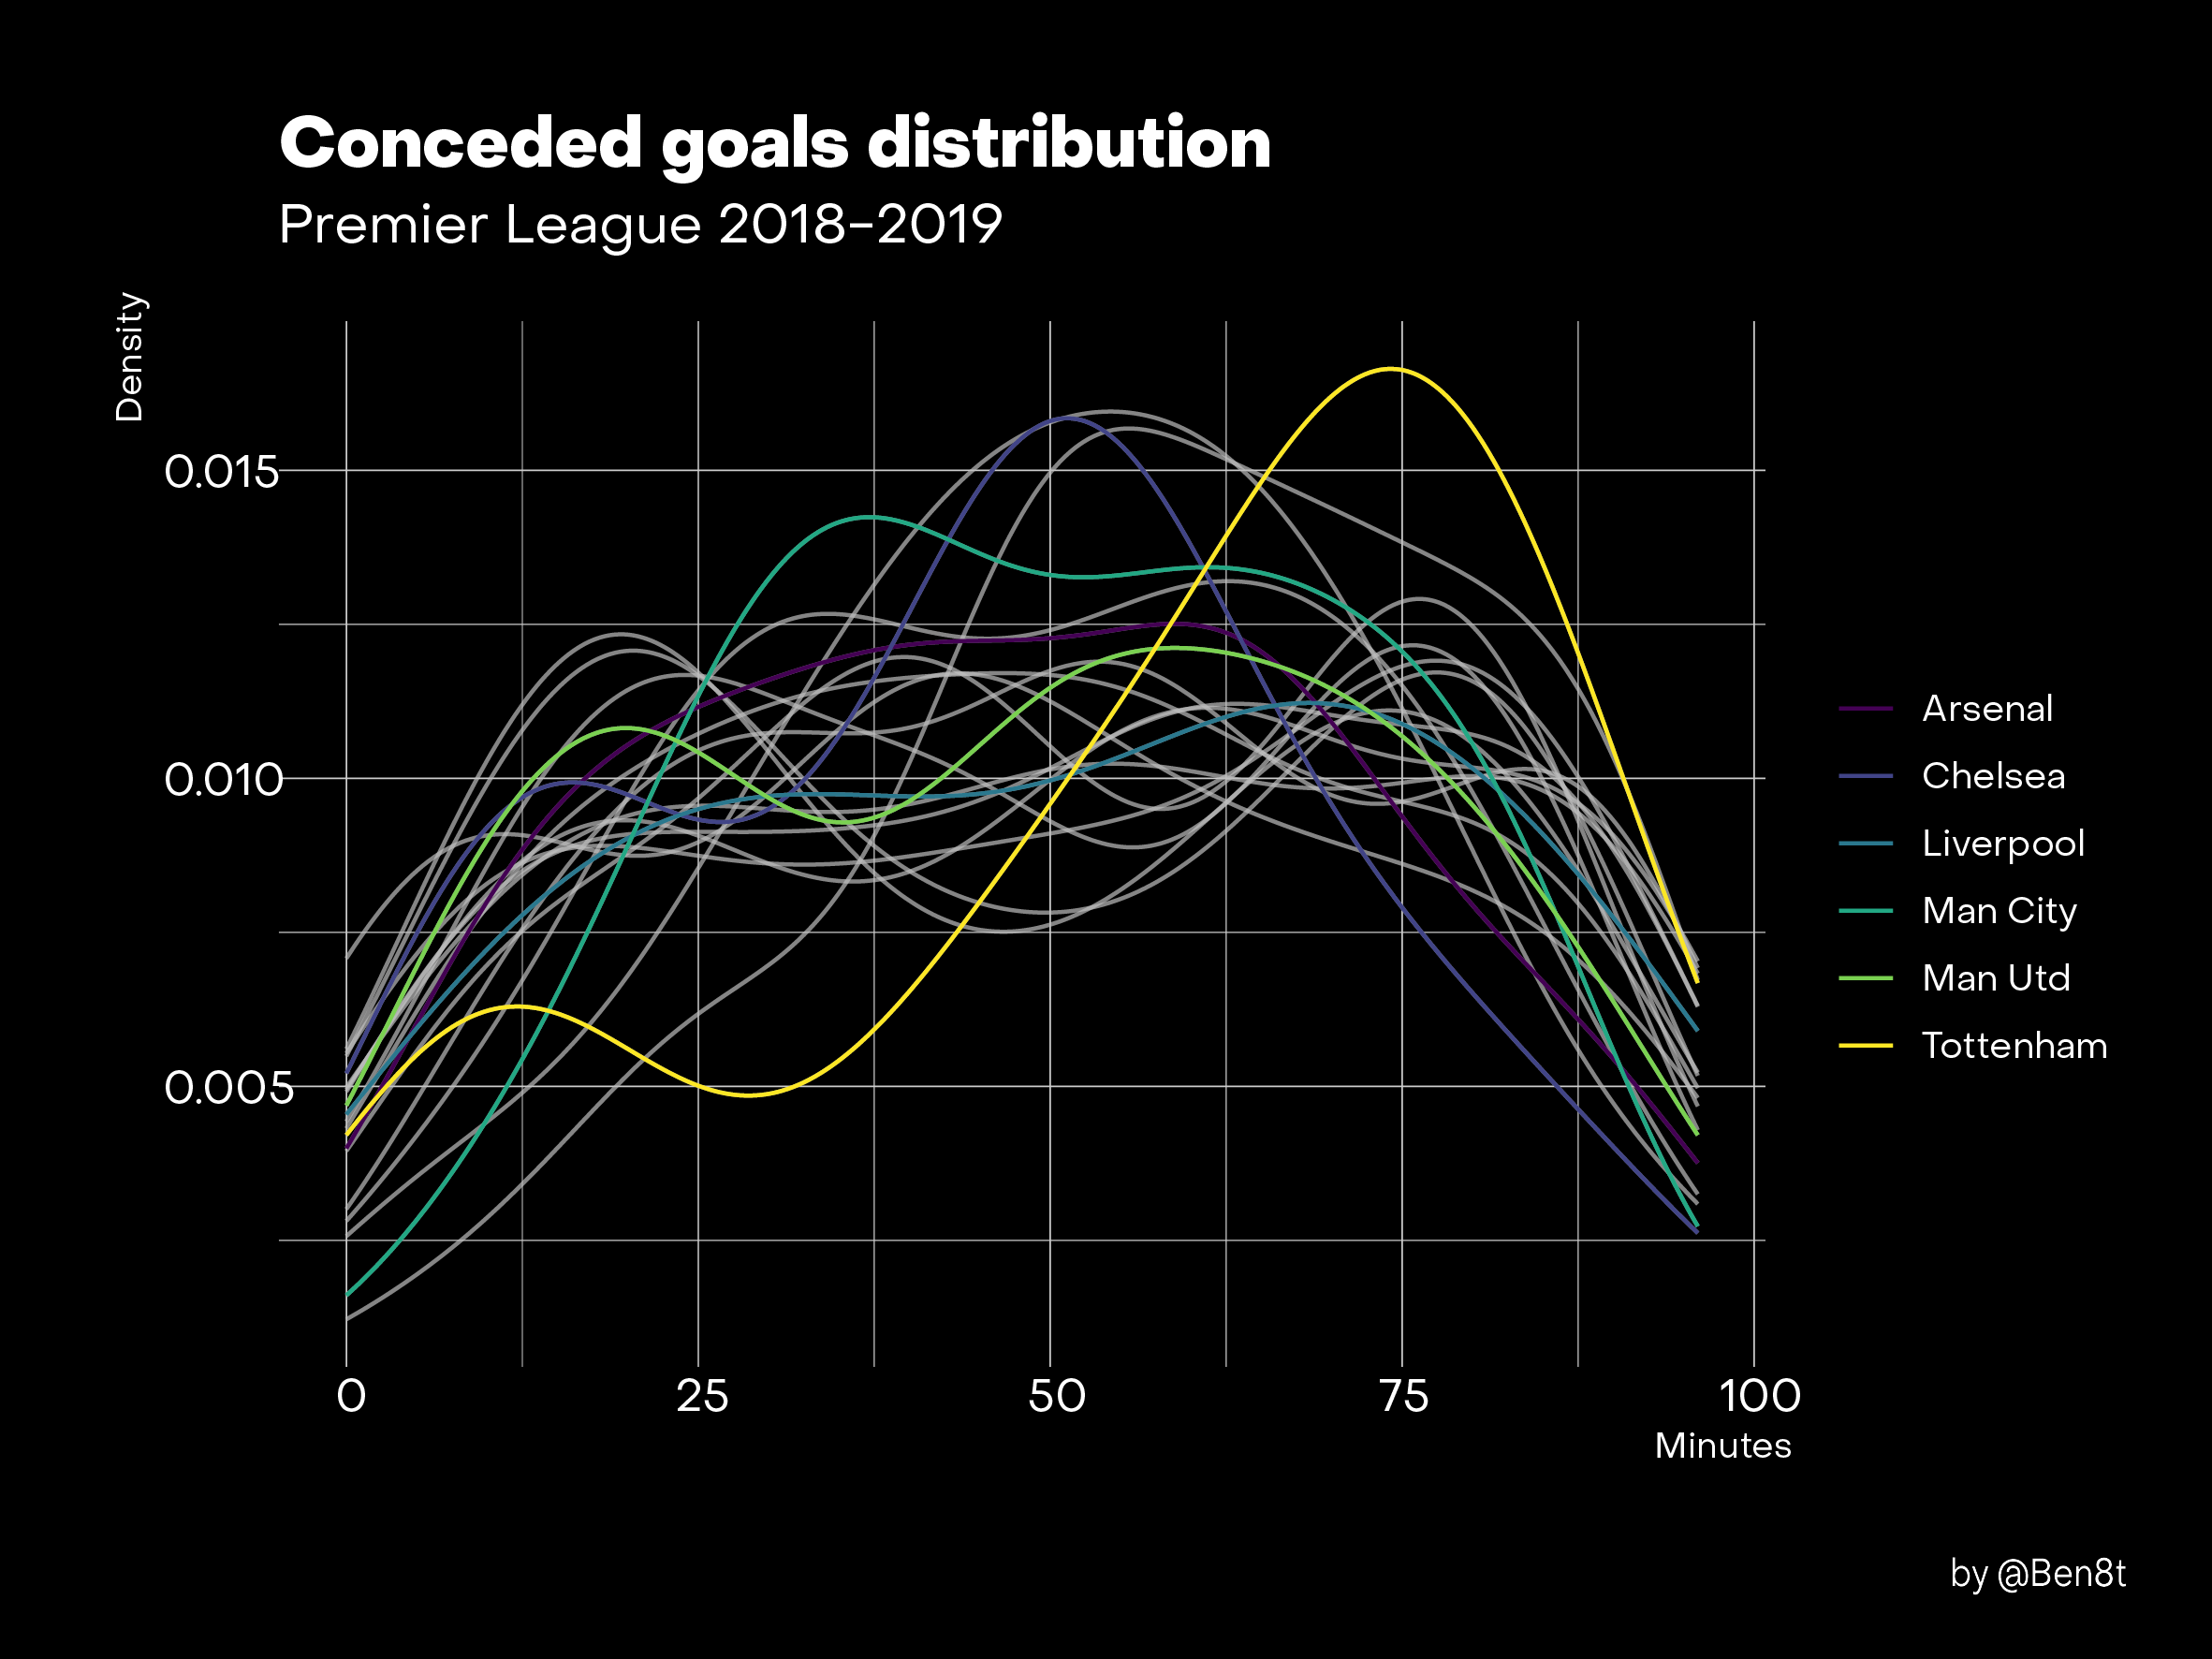 Conceded goals distribution
Premier League 2018–2019
Density
0.015
0.010
0.005
0
25
50
75
100
Minutes
Arsenal
Chelsea
Liverpool
Man City
Man Utd
Tottenham
by @Ben8t